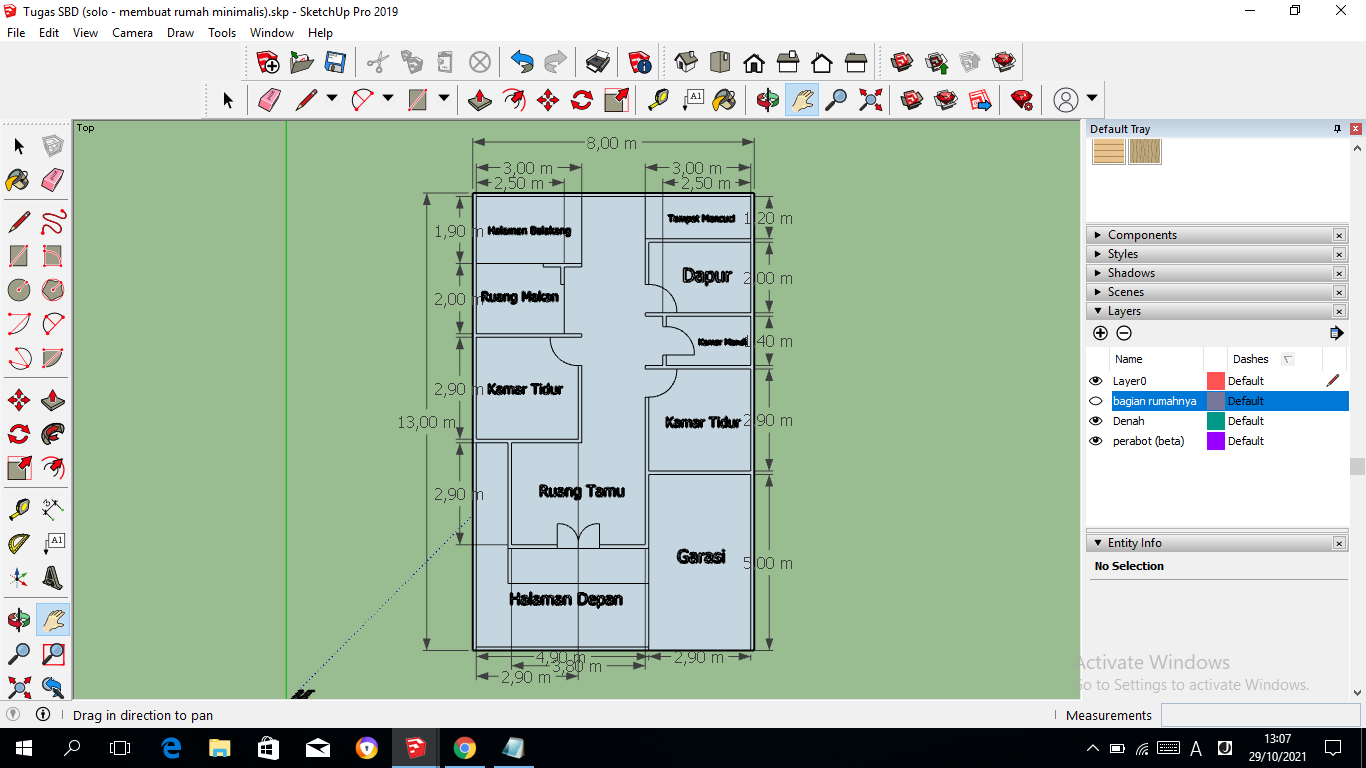 Tugas SBD (solo - membuat rumah minimalis).skp - SketchUp Pro 2019
File Edit View Camera Draw Tools Window Help
A1
Top
Default Tray
8,00 m
3,00 m 3,00 m
2,50 m 2,50 m
Tampat Mencuci 1,20 m
1,90 m Halaman Belakang
Dapur 2,00 m
2,00 m Ruang Makan
Kamar Mandi 1,40 m
2,90 m Kamar Tidur
13,00 m Kamar Tidur 2,90 m
2,90 m Ruang Tamu
Garasi 5,00 m
Halaman Depan
4,90 m 2,90 m
3,80 m
2,90 m
A1
Components
Styles
Shadows
Scenes
Layers
Name Dashes
Layer0 Default
bagian rumahnya Default
Denah Default
perabot (beta) Default
Entity Info
No Selection
Activate Windows
Go to Settings to activate Windows.
Drag in direction to pan
Measurements
13:07
29/10/2021